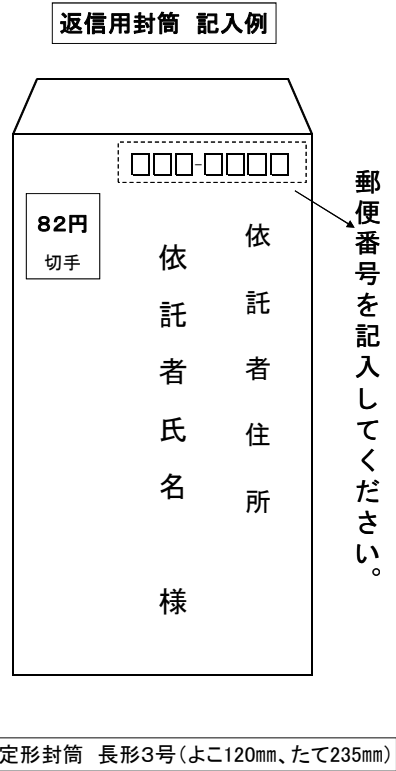 返信用封筒 記入例
□□□-□□□□
郵便番号を記入してください。
82円
切手
依託者住所
依託者氏名 様
定形封筒 長形3号(よこ120㎜、たて235㎜)